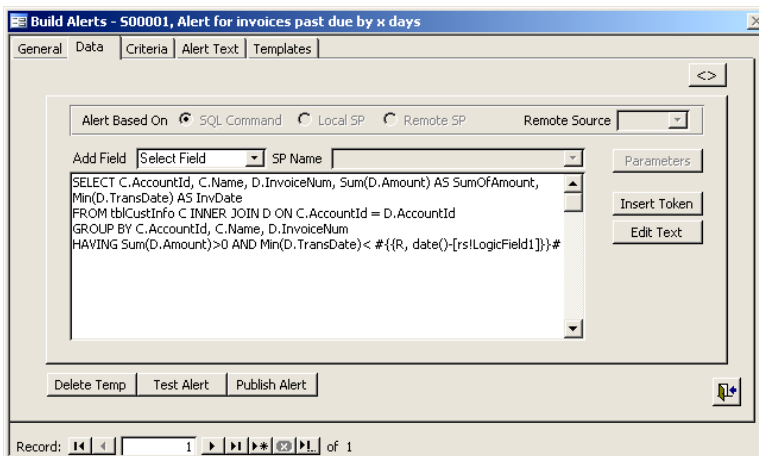 Build Alerts - S00001, Alert for invoices past due by x days
General Data Criteria Alert Text Templates
<>
Alert Based On SQL Command Local SP Remote SP Remote Source
Add Field Select Field SP Name Parameters
SELECT C.AccountId, C.Name, D.InvoiceNum, Sum(D.Amount) AS SumOfAmount,
Min(D.TransDate) AS InvDate
FROM tblCustInfo C INNER JOIN D ON C.AccountId = D.AccountId
GROUP BY C.AccountId, C.Name, D.InvoiceNum
HAVING Sum(D.Amount)>0 AND Min(D.TransDate)< #{{R, date()-[rs!LogicField1]}}#
Insert Token
Edit Text
Delete Temp Test Alert Publish Alert
Record: 1 of 1